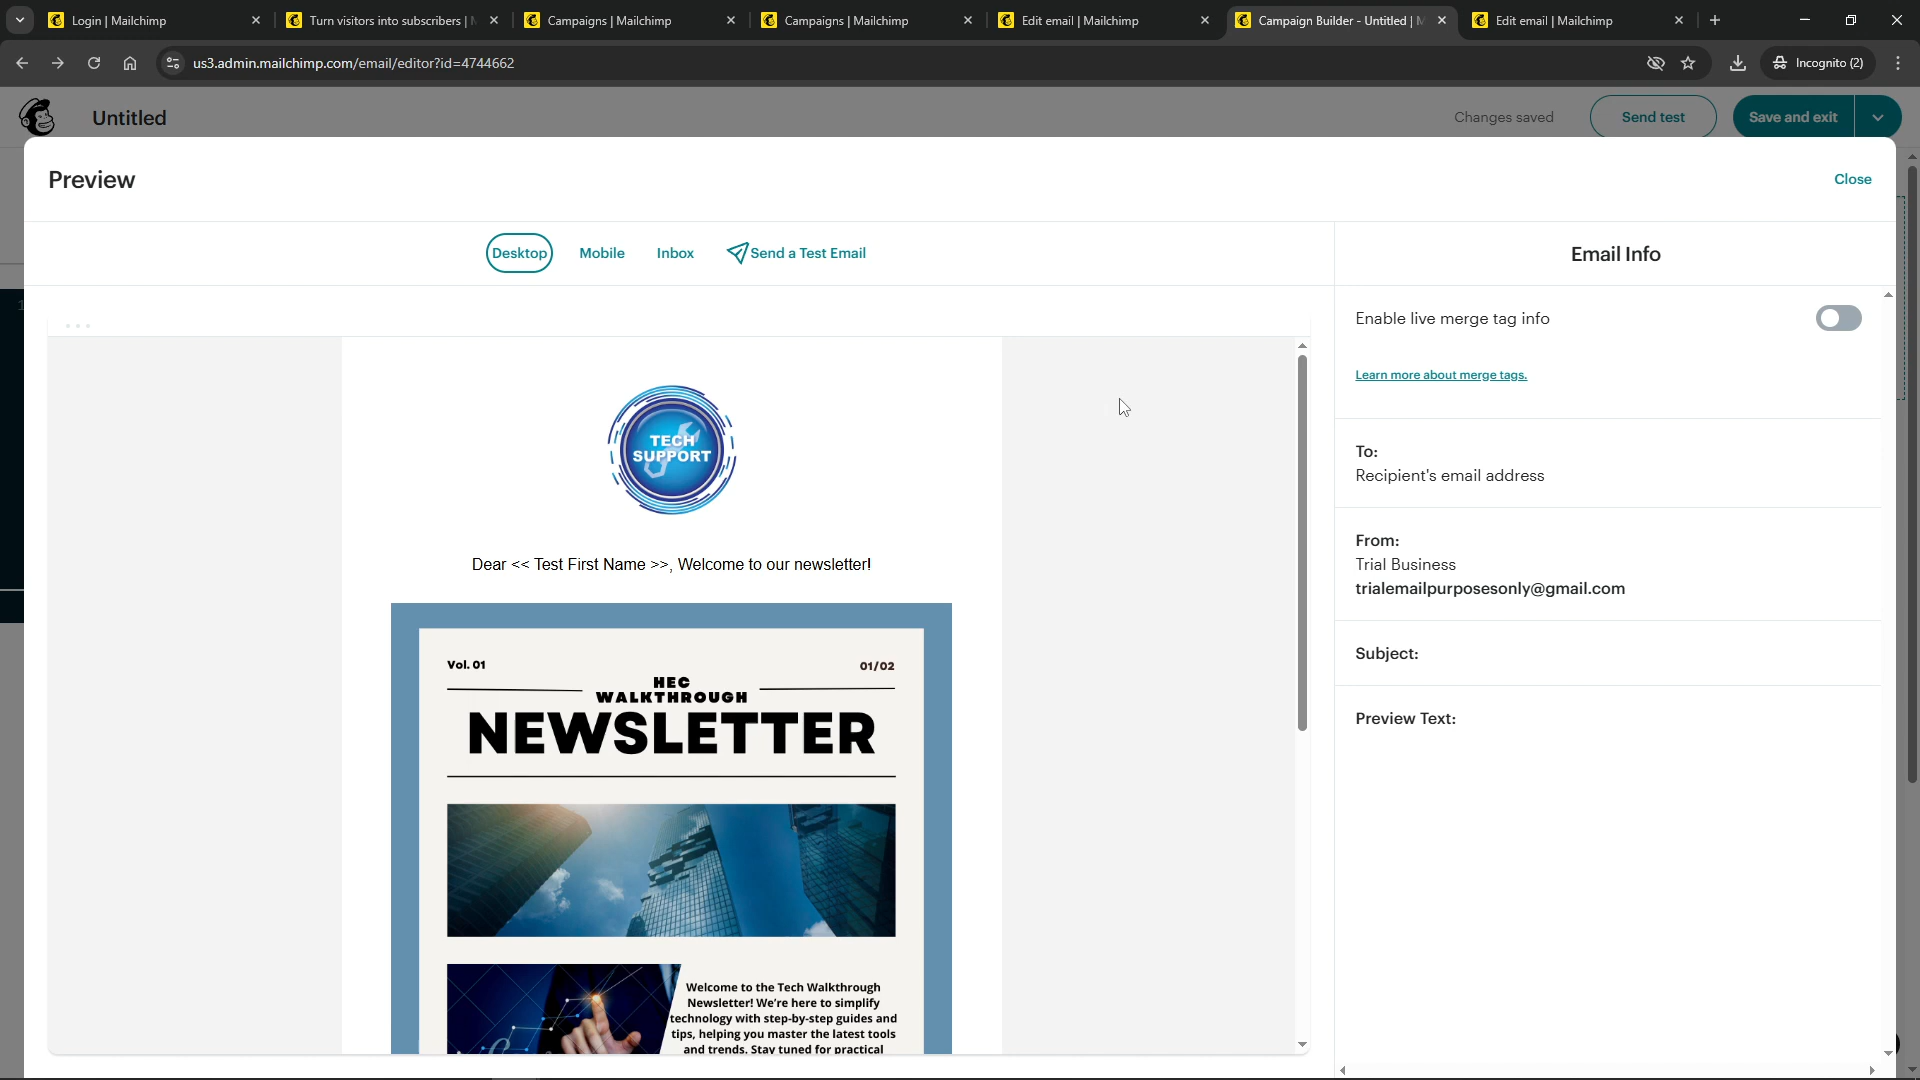 Login | Mailchimp
Turn visitors into subscribers |
Campaigns | Mailchimp
Campaigns | Mailchimp
Edit email | Mailchimp
Campaign Builder - Untitled |
Edit email | Mailchimp
us3.admin.mailchimp.com/email/editor?id=4744662
Incognito (2)
Untitled
Changes saved
Send test
Save and exit
Preview
Close
Desktop
Mobile
Inbox
Send a Test Email
Email Info
Enable live merge tag info
Learn more about merge tags.
TECH
SUPPORT
To:
Recipient's email address
Dear << Test First Name >>, Welcome to our newsletter!
From:
Trial Business
trialemailpurposesonly@gmail.com
Vol. 01
01/02
HEC
WALKTHROUGH
NEWSLETTER
Subject:
Preview Text:
Welcome to the Tech Walkthrough
Newsletter! We're here to simplify
technology with step-by-step guides and
tips, helping you master the latest tools
and trends. Stay tuned for practical